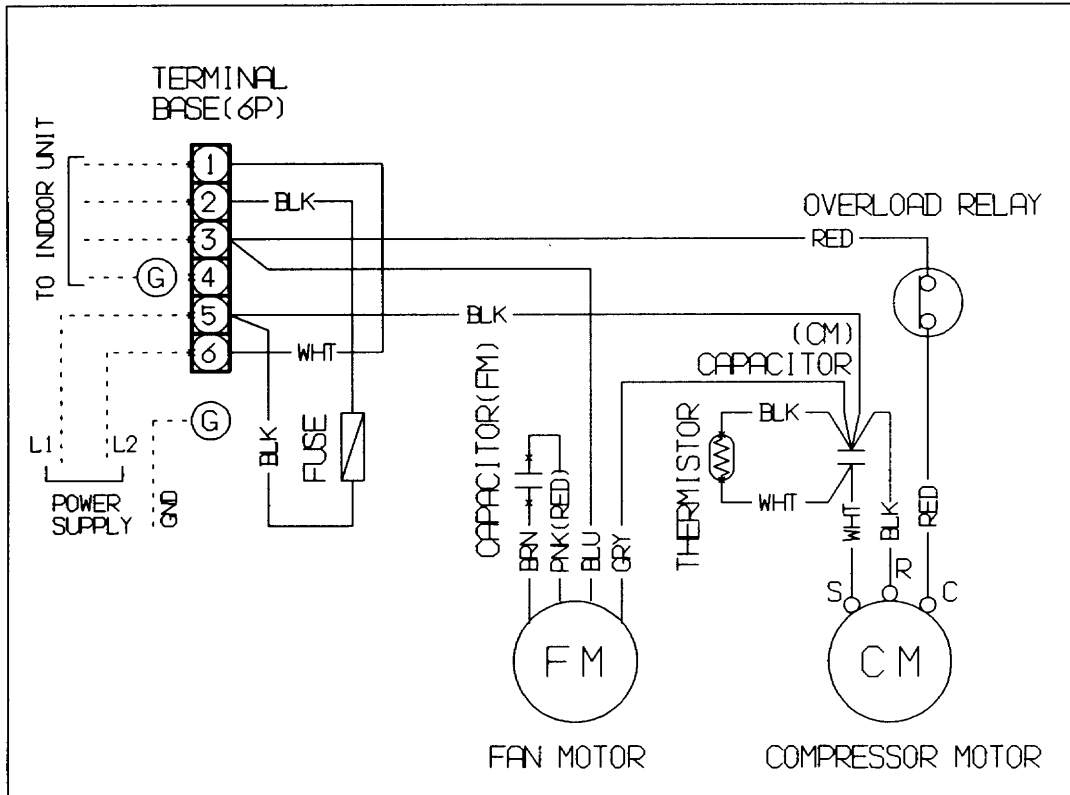 TERMINAL
BASE(6P)
TO INDOOR UNIT
1
2
3
4
5
6
G
G
BLK
RED
OVERLOAD RELAY
BLK
WHT
(CM)
CAPACITOR
CAPACITOR(FM)
BLK
FUSE
L1
L2
POWER
SUPPLY
GND
THERMISTOR
BLK
WHT
BRN
PNK(RED)
BLU
GRY
WHT
BLK
RED
S
R
C
FM
CM
FAN MOTOR
COMPRESSOR MOTOR